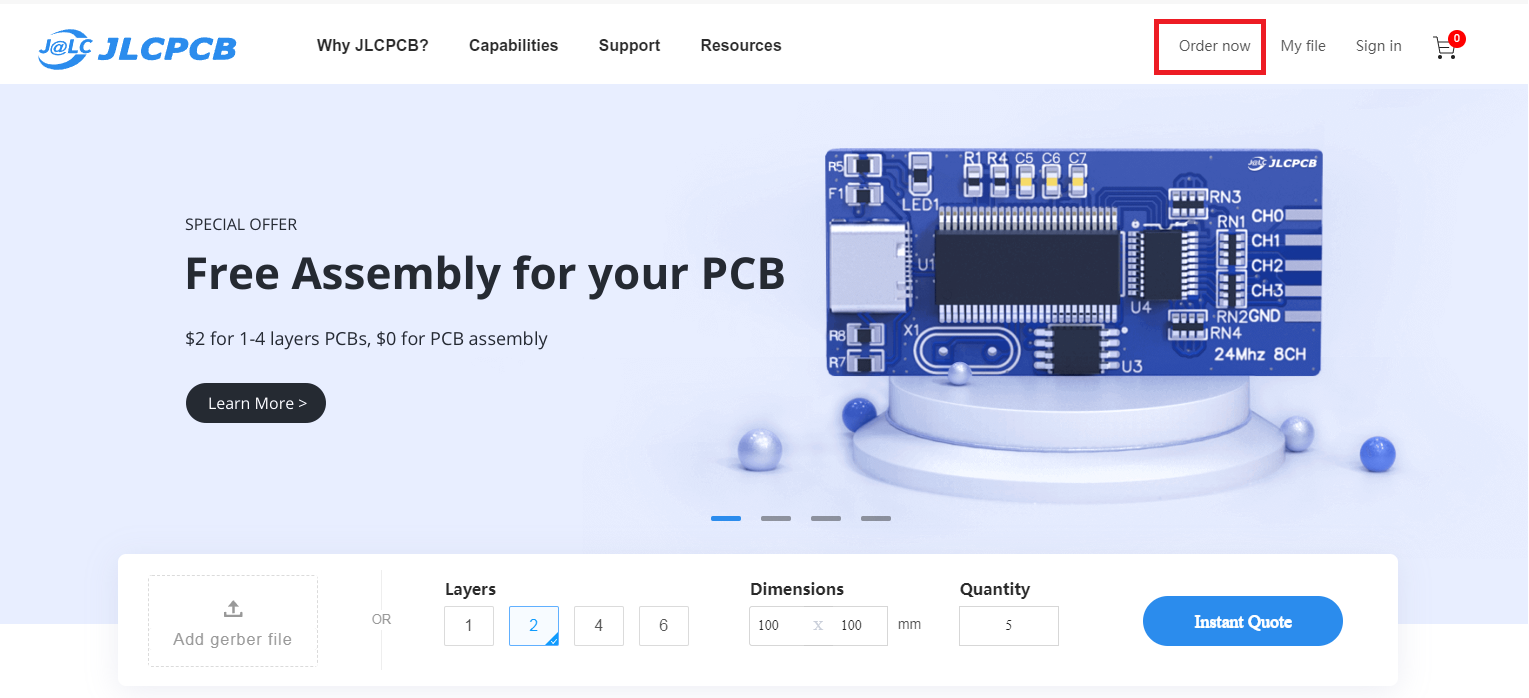 J@LC JLCPCB
Why JLCPCB? Capabilities Support Resources Order now My file Sign in 0
SPECIAL OFFER
Free Assembly for your PCB
$2 for 1-4 layers PCBs, $0 for PCB assembly
Learn More >
R5 R1 R4 C5 C6 C7 J@LC JLCPCB
F1 LED1 RN3
RN1 CH0
CH1
U1 CH2
CH3
U4 RN2 GND
R8 X1 RN4
R7 U3 24Mhz 8CH
Add gerber file
OR
Layers
1 2 4 6
Dimensions
100 x 100 mm
Quantity
5
Instant Quote